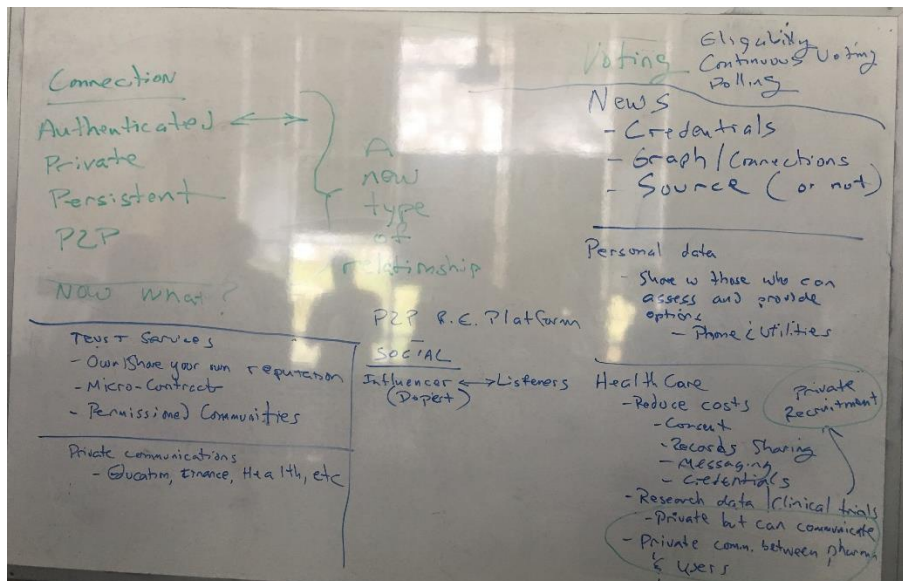 Connection
Authenticated
Private
Persistent
P2P
Now what?
A
new
type
of
relationship
Trust Services
- Own/Share your own reputation
- Micro-Contract
- Permissioned Communities
Private communications
- Education, Finance, Health, etc
P2P R.E. Platform
SOCIAL
Influencer Listeners
(Dapert)
Voting
Eligability
Continuous Voting
Polling
News
- Credentials
- Graph/Connections
- Source (or not)
Personal data
- Share w those who can
assess and provide
options
- Phone & Utilities
Health Care
- Reduce costs
- Consent
- Records Sharing
- Messaging
- Credentials
- Research data/Clinical trials
- Private but can communicate
- Private comm. between pharma
& users
Private
Recruitment